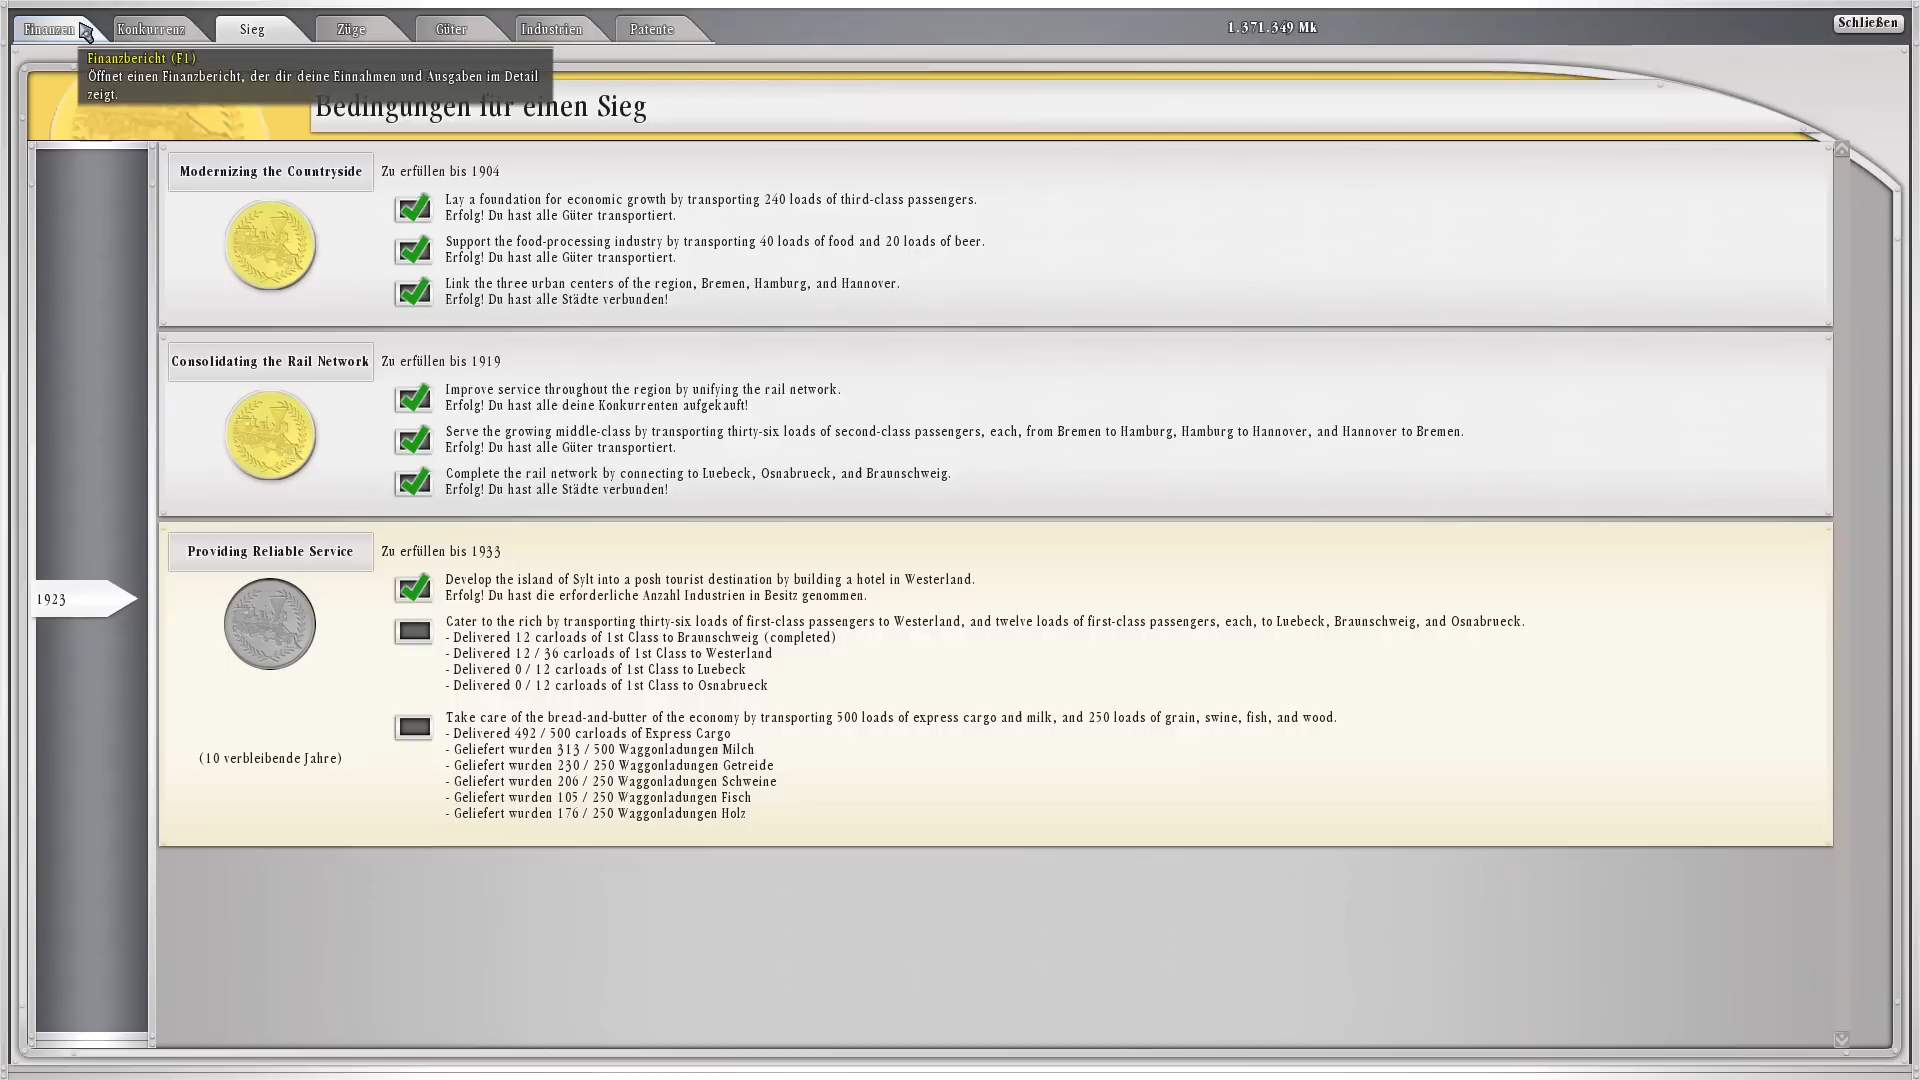 Finanzen
Konkurrenz
Sieg
Züge
Güter
Industrien
Patente
1.371.349 Mk
Schließen
Finanzbericht (F1)
Öffnet einen Finanzbericht, der dir deine Einnahmen und Ausgaben im Detail
zeigt.
Bedingungen für einen Sieg
Modernizing the Countryside
Zu erfüllen bis 1904
Lay a foundation for economic growth by transporting 240 loads of third-class passengers.
Erfolg! Du hast alle Güter transportiert.
Support the food-processing industry by transporting 40 loads of food and 20 loads of beer.
Erfolg! Du hast alle Güter transportiert.
Link the three urban centers of the region, Bremen, Hamburg, and Hannover.
Erfolg! Du hast alle Städte verbunden!
Consolidating the Rail Network
Zu erfüllen bis 1919
Improve service throughout the region by unifying the rail network.
Erfolg! Du hast alle deine Konkurrenten aufgekauft!
Serve the growing middle-class by transporting thirty-six loads of second-class passengers, each, from Bremen to Hamburg, Hamburg to Hannover, and Hannover to Bremen.
Erfolg! Du hast alle Güter transportiert.
Complete the rail network by connecting to Luebeck, Osnabrueck, and Braunschweig.
Erfolg! Du hast alle Städte verbunden!
Providing Reliable Service
Zu erfüllen bis 1933
Develop the island of Sylt into a posh tourist destination by building a hotel in Westerland.
Erfolg! Du hast die erforderliche Anzahl Industrien in Besitz genommen.
1923
Cater to the rich by transporting thirty-six loads of first-class passengers to Westerland, and twelve loads of first-class passengers, each, to Luebeck, Braunschweig, and Osnabrueck.
- Delivered 12 carloads of 1st Class to Braunschweig (completed)
- Delivered 12 / 36 carloads of 1st Class to Westerland
- Delivered 0 / 12 carloads of 1st Class to Luebeck
- Delivered 0 / 12 carloads of 1st Class to Osnabrueck
Take care of the bread-and-butter of the economy by transporting 500 loads of express cargo and milk, and 250 loads of grain, swine, fish, and wood.
- Delivered 492 / 500 carloads of Express Cargo
- Geliefert wurden 313 / 500 Waggonladungen Milch
(10 verbleibende Jahre)
- Geliefert wurden 230 / 250 Waggonladungen Getreide
- Geliefert wurden 206 / 250 Waggonladungen Schweine
- Geliefert wurden 105 / 250 Waggonladungen Fisch
- Geliefert wurden 176 / 250 Waggonladungen Holz